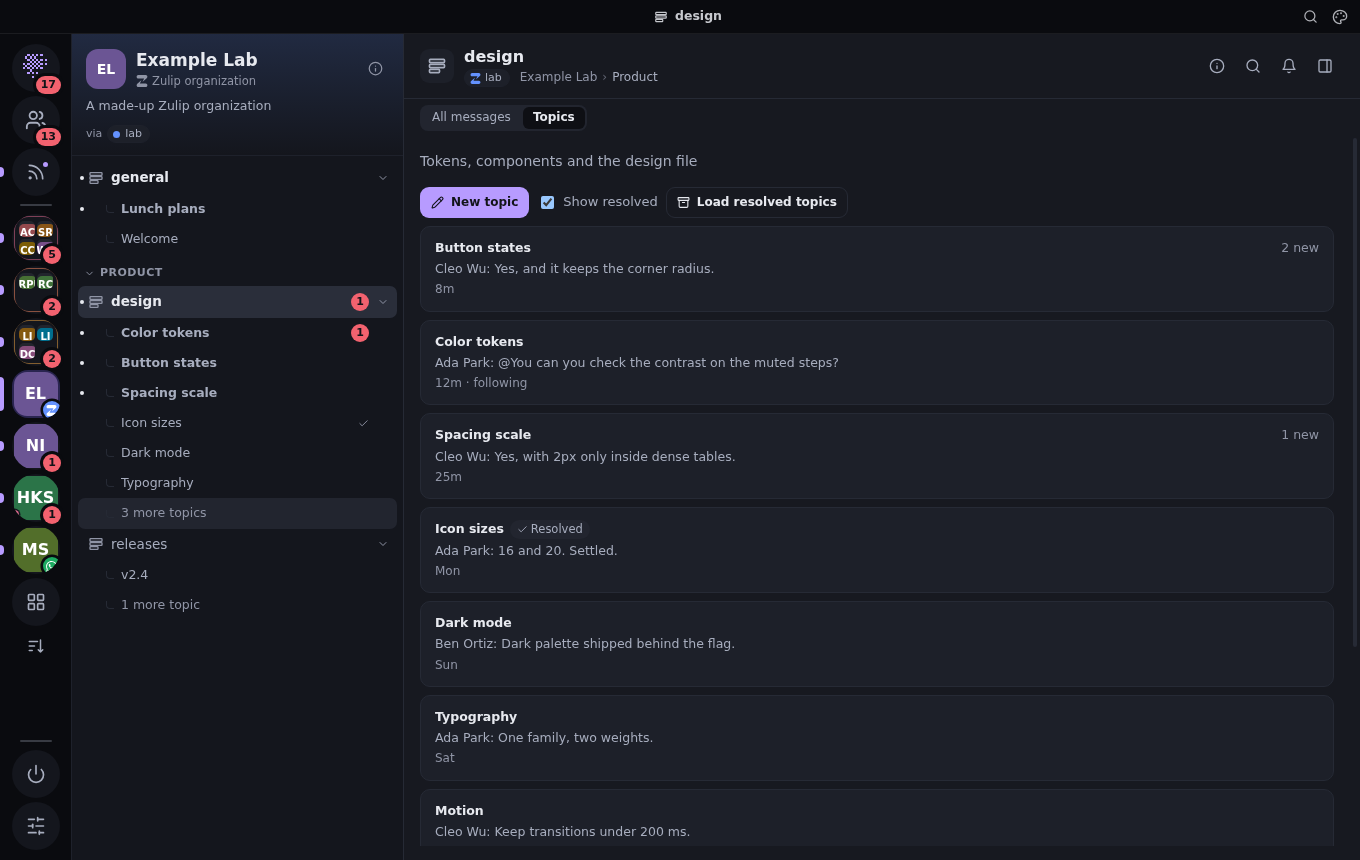 design
17
13
AC SR
CC
5
RP RC
2
LI LI
DC
2
EL
NI
1
HKS
1
MS
EL
Example Lab
Zulip organization
A made-up Zulip organization
via lab
general
Lunch plans
Welcome
PRODUCT
design 1
Color tokens 1
Button states
Spacing scale
Icon sizes
Dark mode
Typography
3 more topics
releases
v2.4
1 more topic
design
lab Example Lab › Product
All messages Topics
Tokens, components and the design file
New topic Show resolved Load resolved topics
Button states 2 new
Cleo Wu: Yes, and it keeps the corner radius.
8m
Color tokens
Ada Park: @You can you check the contrast on the muted steps?
12m · following
Spacing scale 1 new
Cleo Wu: Yes, with 2px only inside dense tables.
25m
Icon sizes Resolved
Ada Park: 16 and 20. Settled.
Mon
Dark mode
Ben Ortiz: Dark palette shipped behind the flag.
Sun
Typography
Ada Park: One family, two weights.
Sat
Motion
Cleo Wu: Keep transitions under 200 ms.